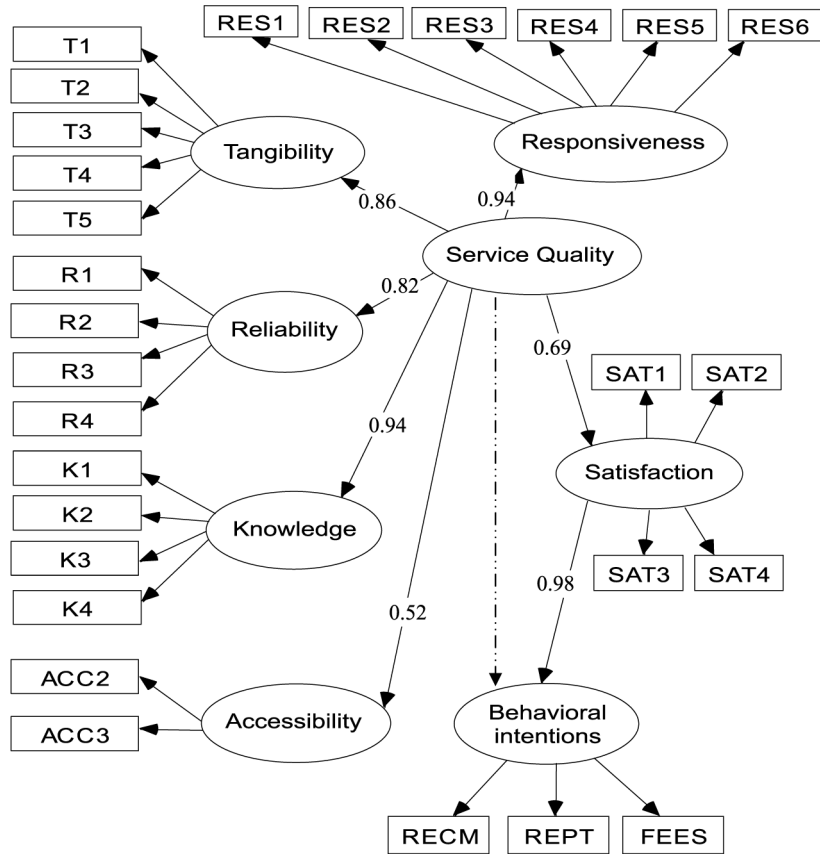 RES1
RES2
RES3
RES4
RES5
RES6
T1
T2
T3
T4
T5
Tangibility
Responsiveness
0.86
0.94
Service Quality
R1
R2
R3
R4
Reliability
0.82
0.69
SAT1
SAT2
0.94
K1
K2
K3
K4
Knowledge
Satisfaction
SAT3
SAT4
0.98
0.52
ACC2
ACC3
Accessibility
Behavioral
intentions
RECM
REPT
FEES